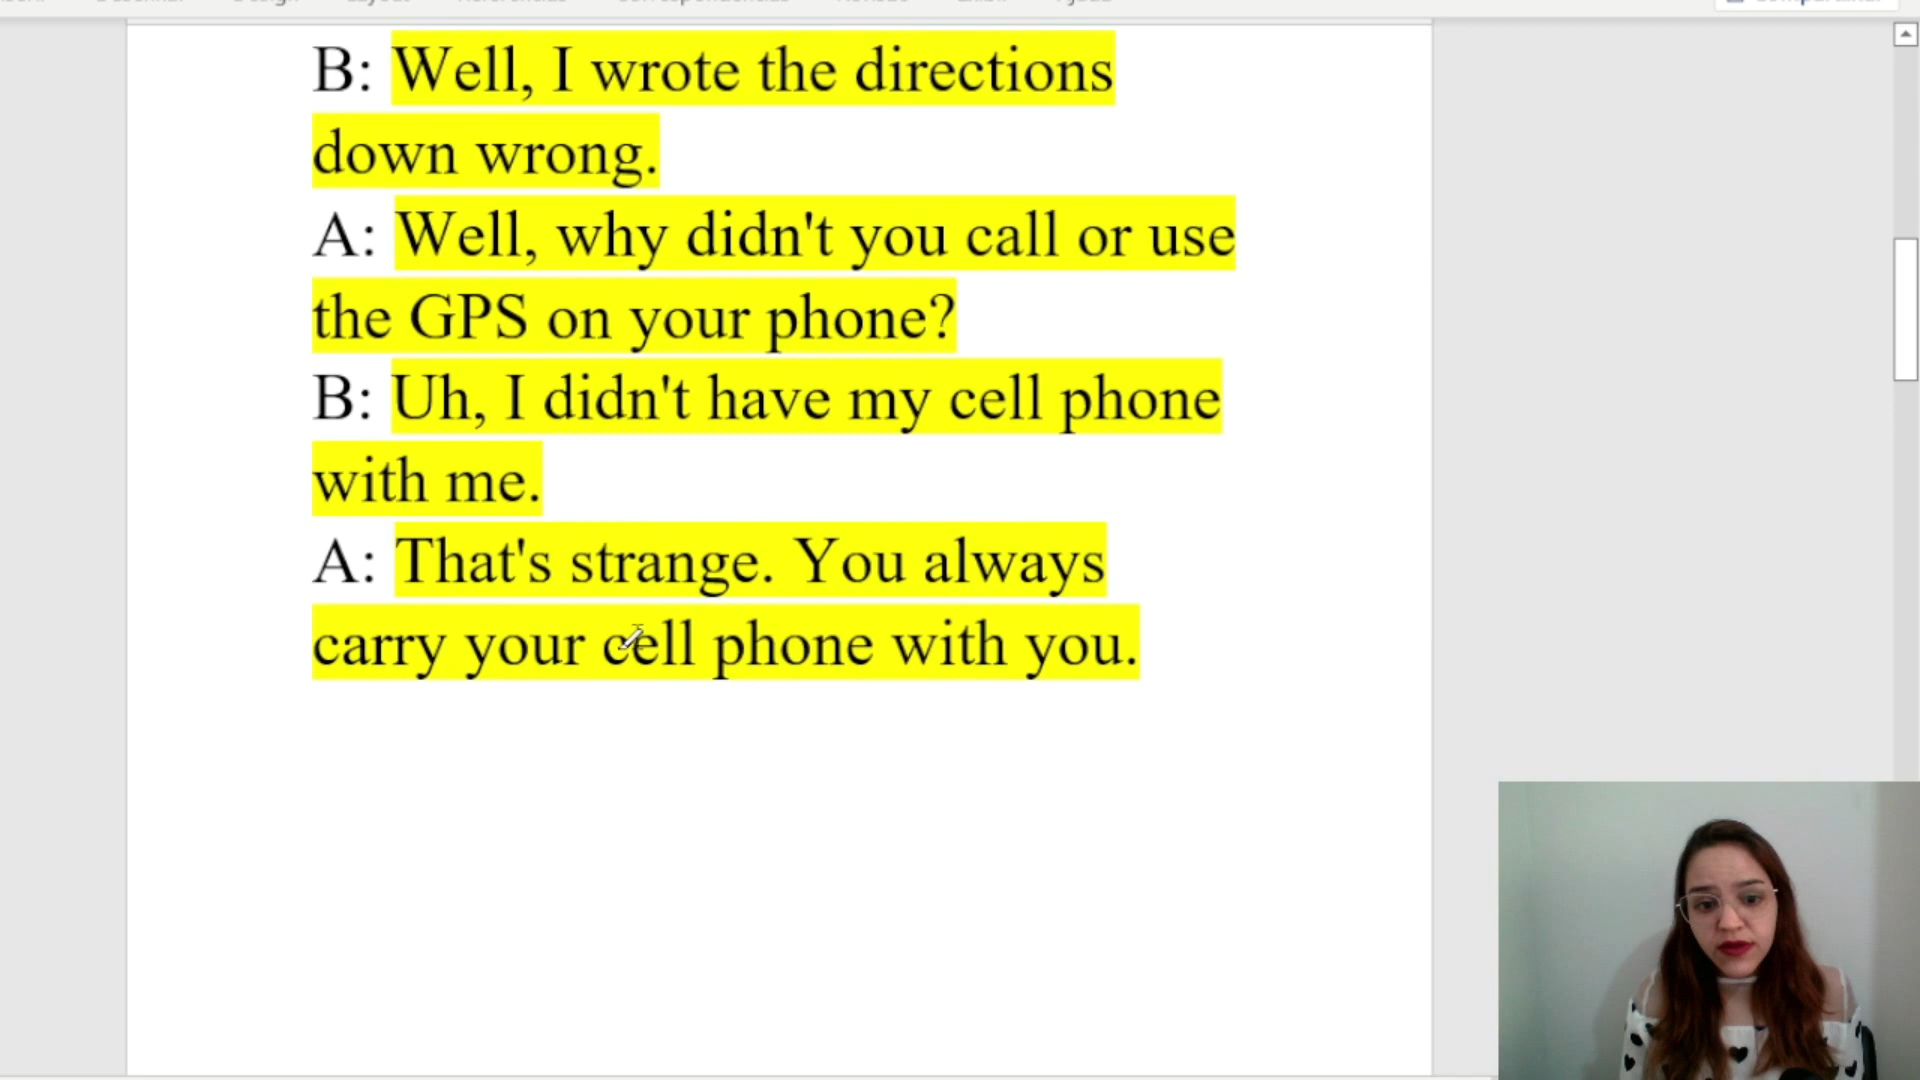 B: Well, I wrote the directions
down wrong.
A: Well, why didn't you call or use
the GPS on your phone?
B: Uh, I didn't have my cell phone
with me.
A: That's strange. You always
carry your cell phone with you.